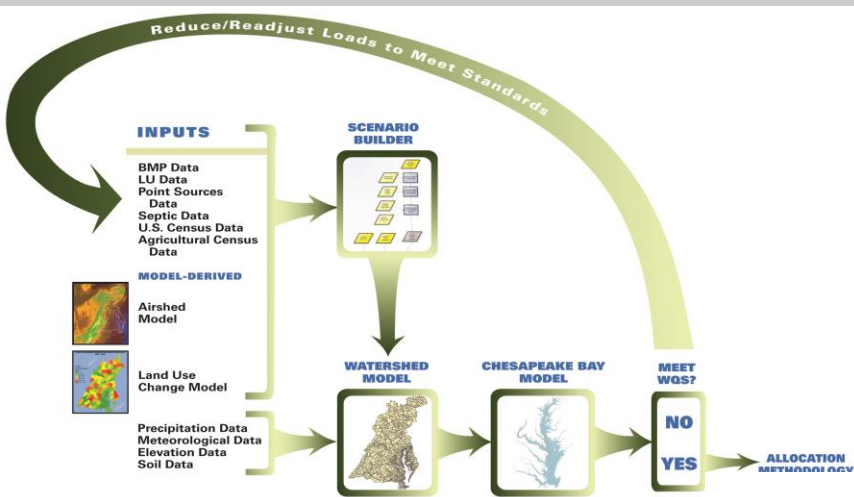 Reduce/Readjust Loads to Meet Standards
INPUTS
BMP Data
LU Data
Point Sources
Data
Septic Data
U.S. Census Data
Agricultural Census
Data
MODEL-DERIVED
Airshed
Model
Land Use
Change Model
Precipitation Data
Meteorological Data
Elevation Data
Soil Data
SCENARIO
BUILDER
WATERSHED
MODEL
CHESAPEAKE BAY
MODEL
MEET
WQS?
NO
YES
ALLOCATION
METHODOLOGY